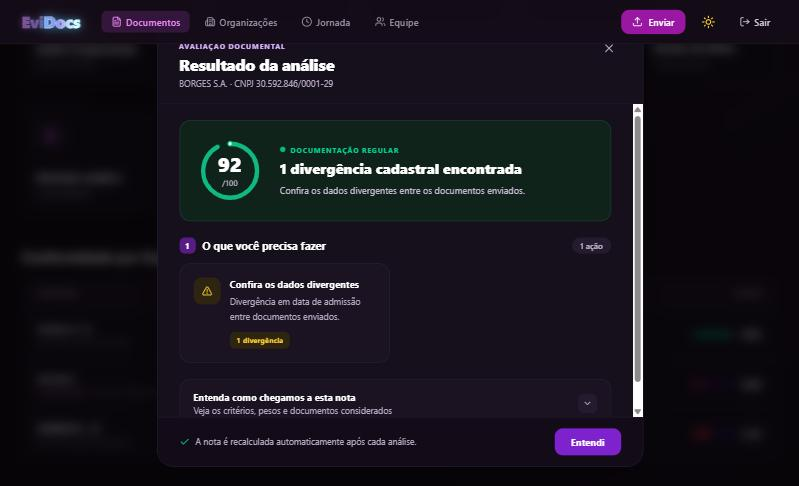 EviDocs
Documentos
Organizações
Jornada
Equipe
Enviar
Sair
AVALIAÇÃO DOCUMENTAL
Resultado da análise
BORGES S.A. · CNPJ 30.592.846/0001-29
92
/100
DOCUMENTAÇÃO REGULAR
1 divergência cadastral encontrada
Confira os dados divergentes entre os documentos enviados.
1 O que você precisa fazer
1 ação
Confira os dados divergentes
Divergência em data de admissão
entre documentos enviados.
1 divergência
Entenda como chegamos a esta nota
Veja os critérios, pesos e documentos considerados
A nota é recalculada automaticamente após cada análise.
Entendi